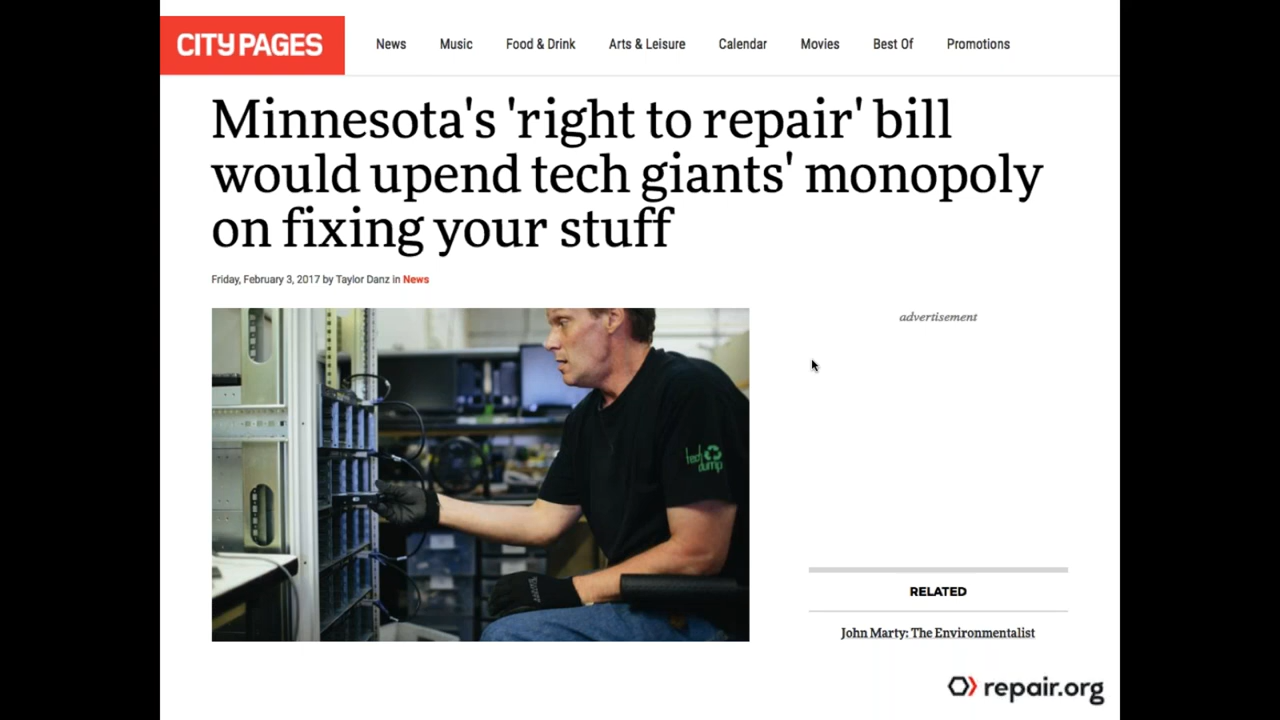 CITY PAGES
News Music Food & Drink Arts & Leisure Calendar Movies Best Of Promotions
Minnesota's 'right to repair' bill
would upend tech giants' monopoly
on fixing your stuff
Friday, February 3, 2017 by Taylor Danz in News
advertisement
tech
dump
RELATED
John Marty: The Environmentalist
repair.org